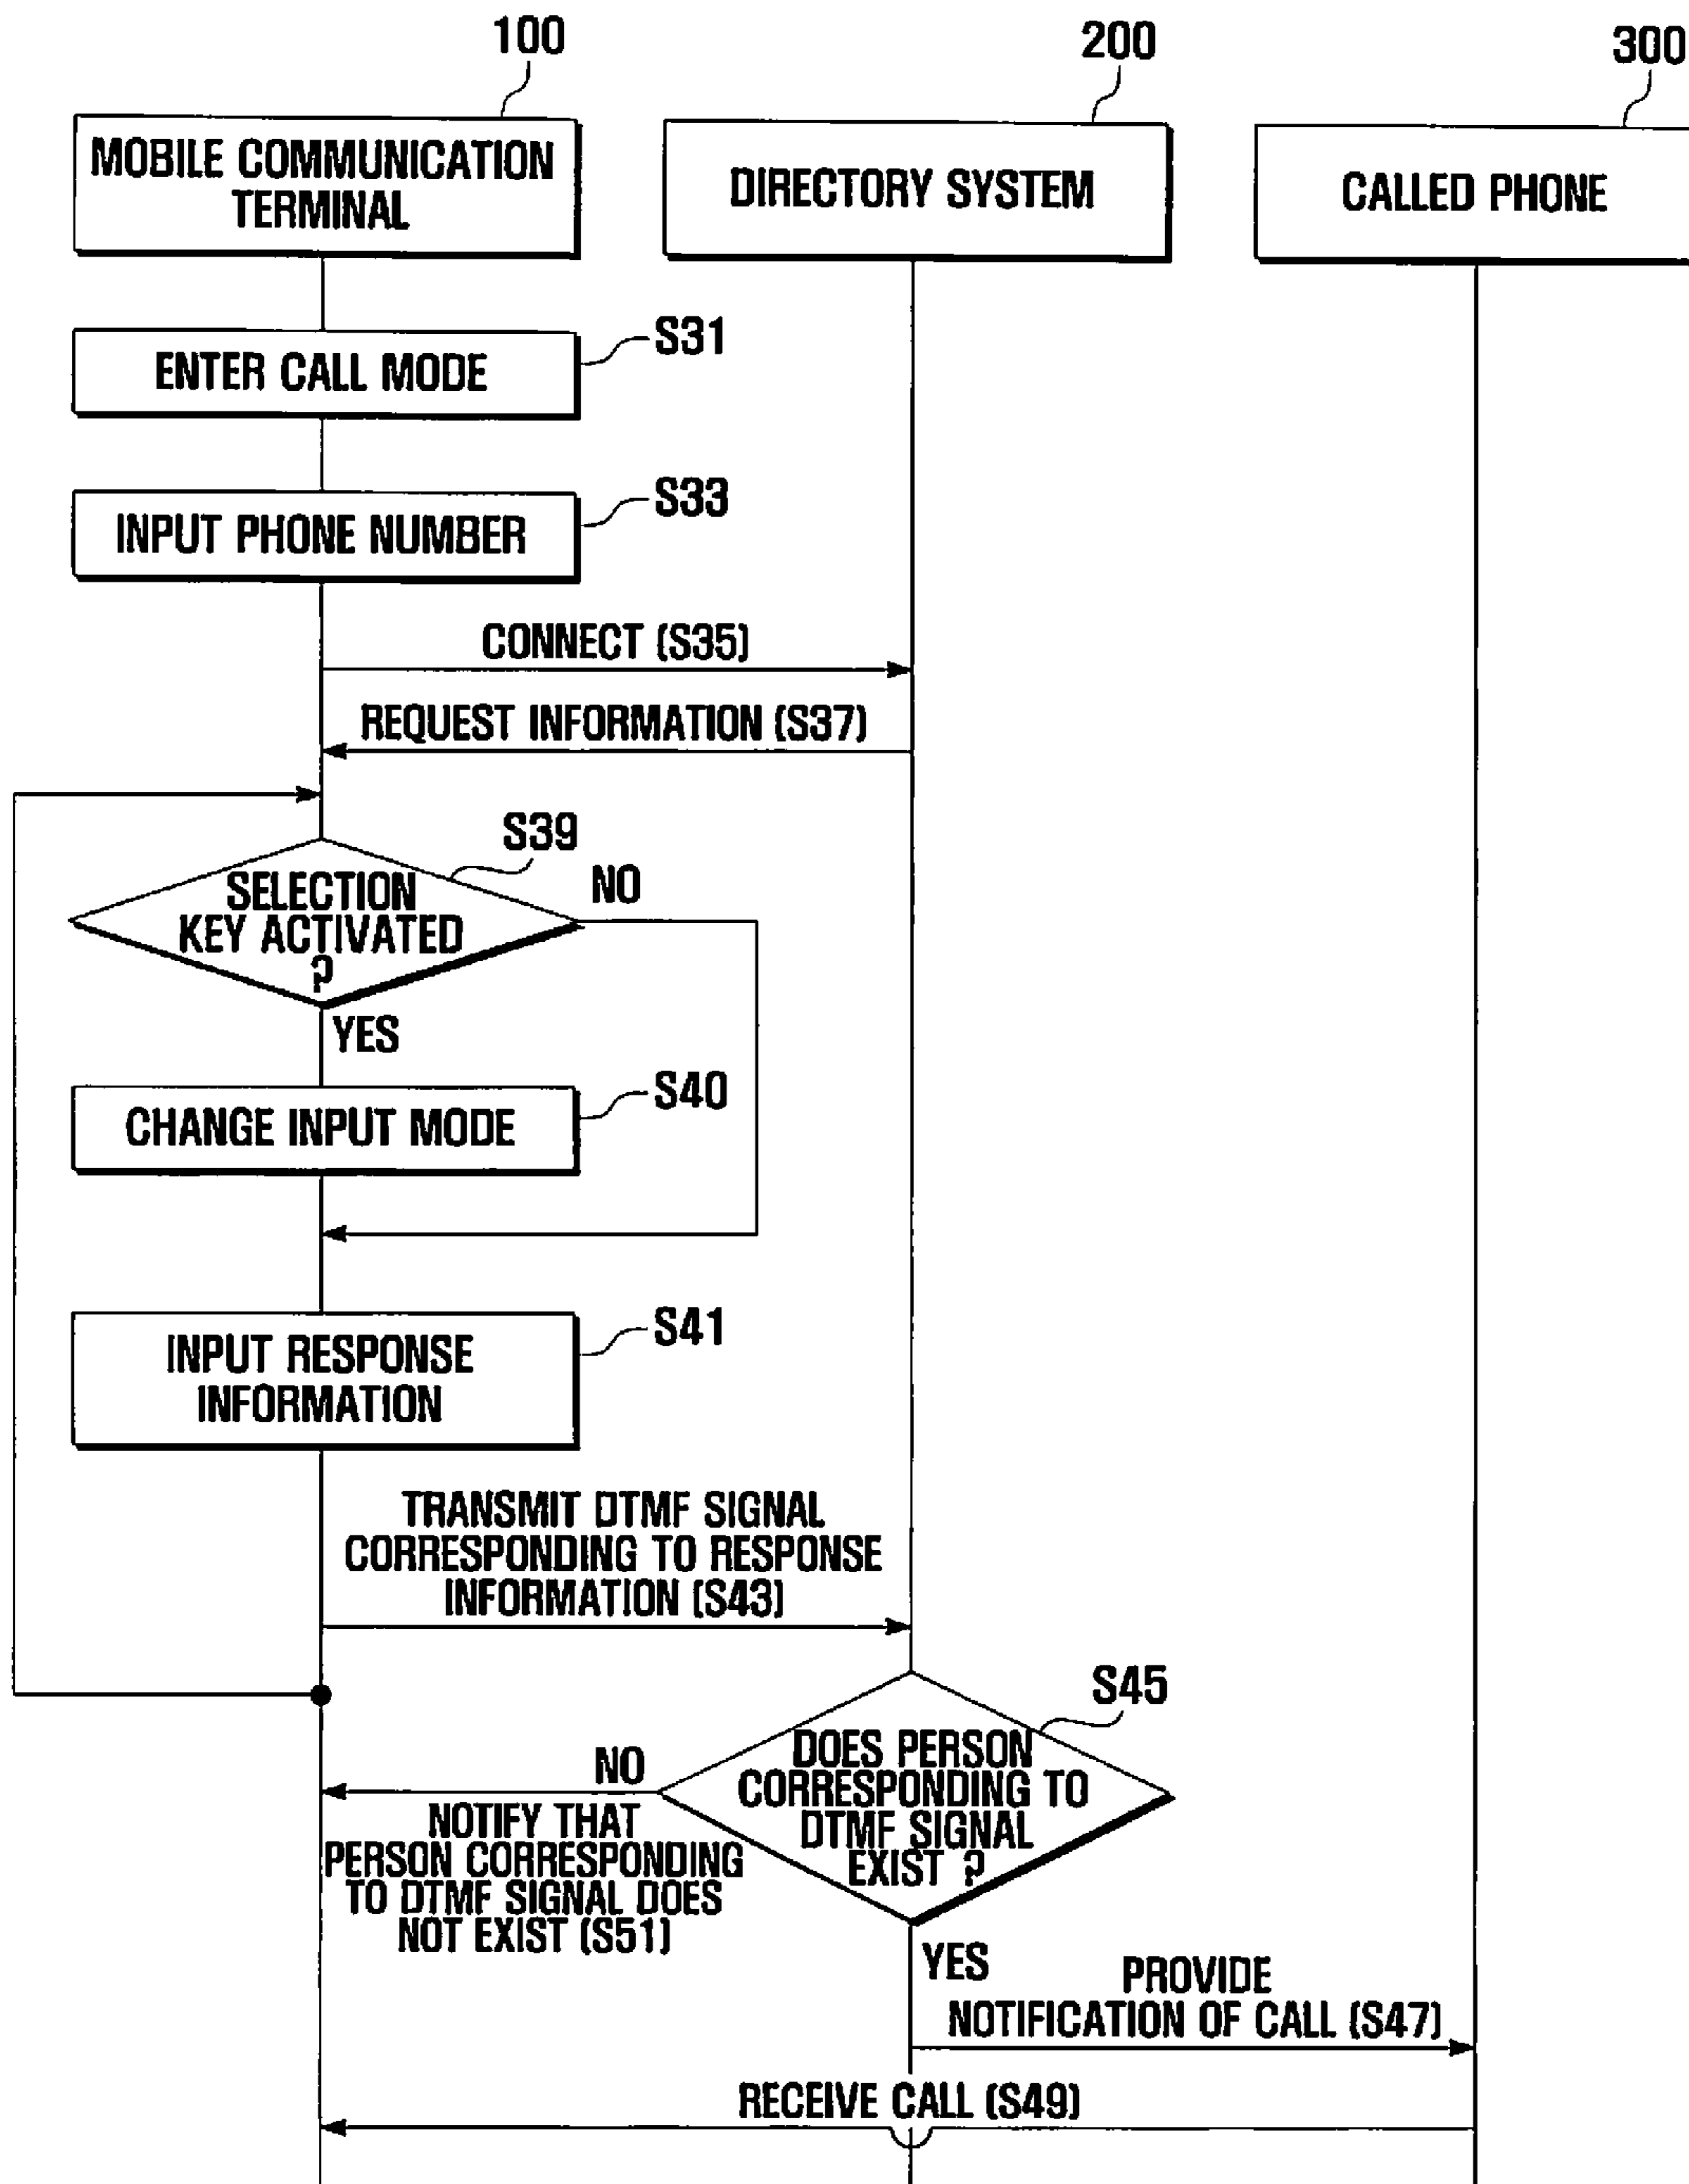 100
200
300
MOBILE COMMUNICATION
TERMINAL
DIRECTORY SYSTEM
CALLED PHONE
ENTER CALL MODE
S31
INPUT PHONE NUMBER
S33
CONNECT (S35)
REQUEST INFORMATION (S37)
S39
SELECTION
KEY ACTIVATED
?
NO
YES
CHANGE INPUT MODE
S40
INPUT RESPONSE
INFORMATION
S41
TRANSMIT DTMF SIGNAL
CORRESPONDING TO RESPONSE
INFORMATION (S43)
S45
DOES PERSON
CORRESPONDING TO
DTMF SIGNAL
EXIST ?
NO
NOTIFY THAT
PERSON CORRESPONDING
TO DTMF SIGNAL DOES
NOT EXIST (S51)
YES
PROVIDE
NOTIFICATION OF CALL (S47)
RECEIVE CALL (S49)